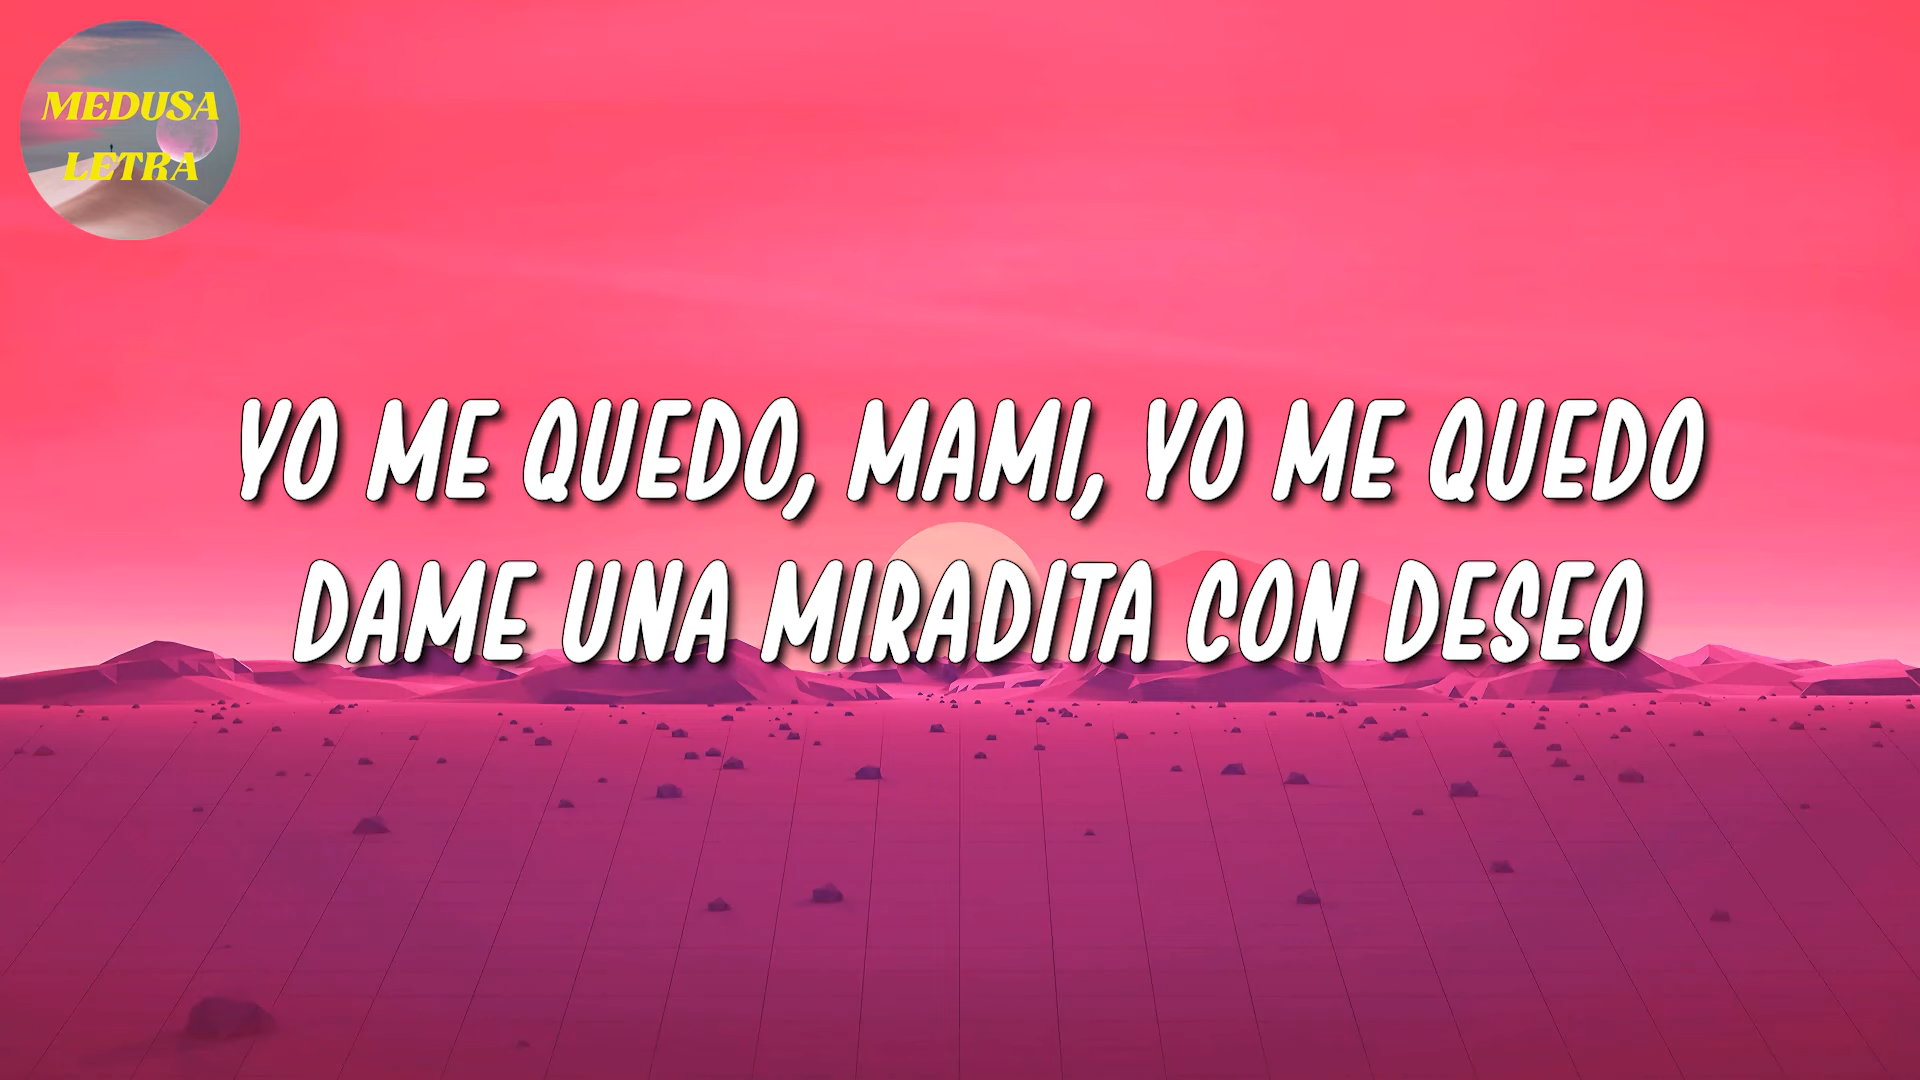 MEDUSA
LETRA
YO ME QUEDO, MAMI, YO ME QUEDO
DAME UNA MIRADITA CON DESEO